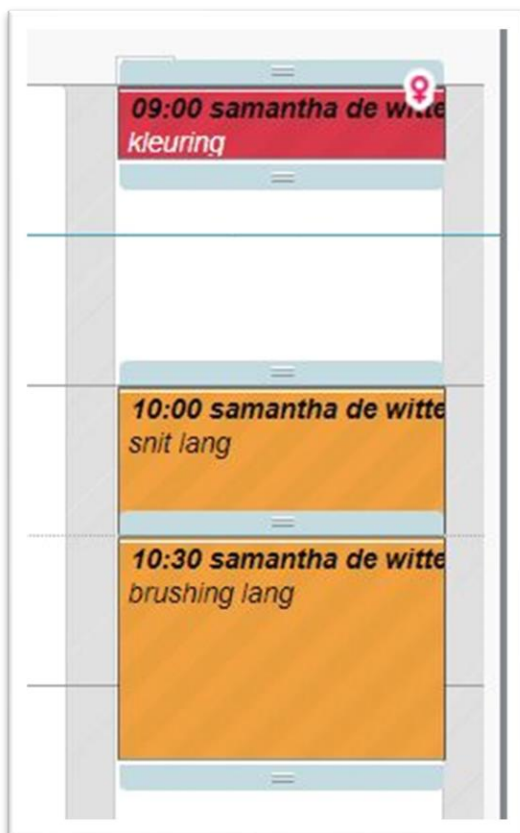 09:00 samantha de witte
kleuring
10:00 samantha de witte
snit lang
10:30 samantha de witte
brushing lang